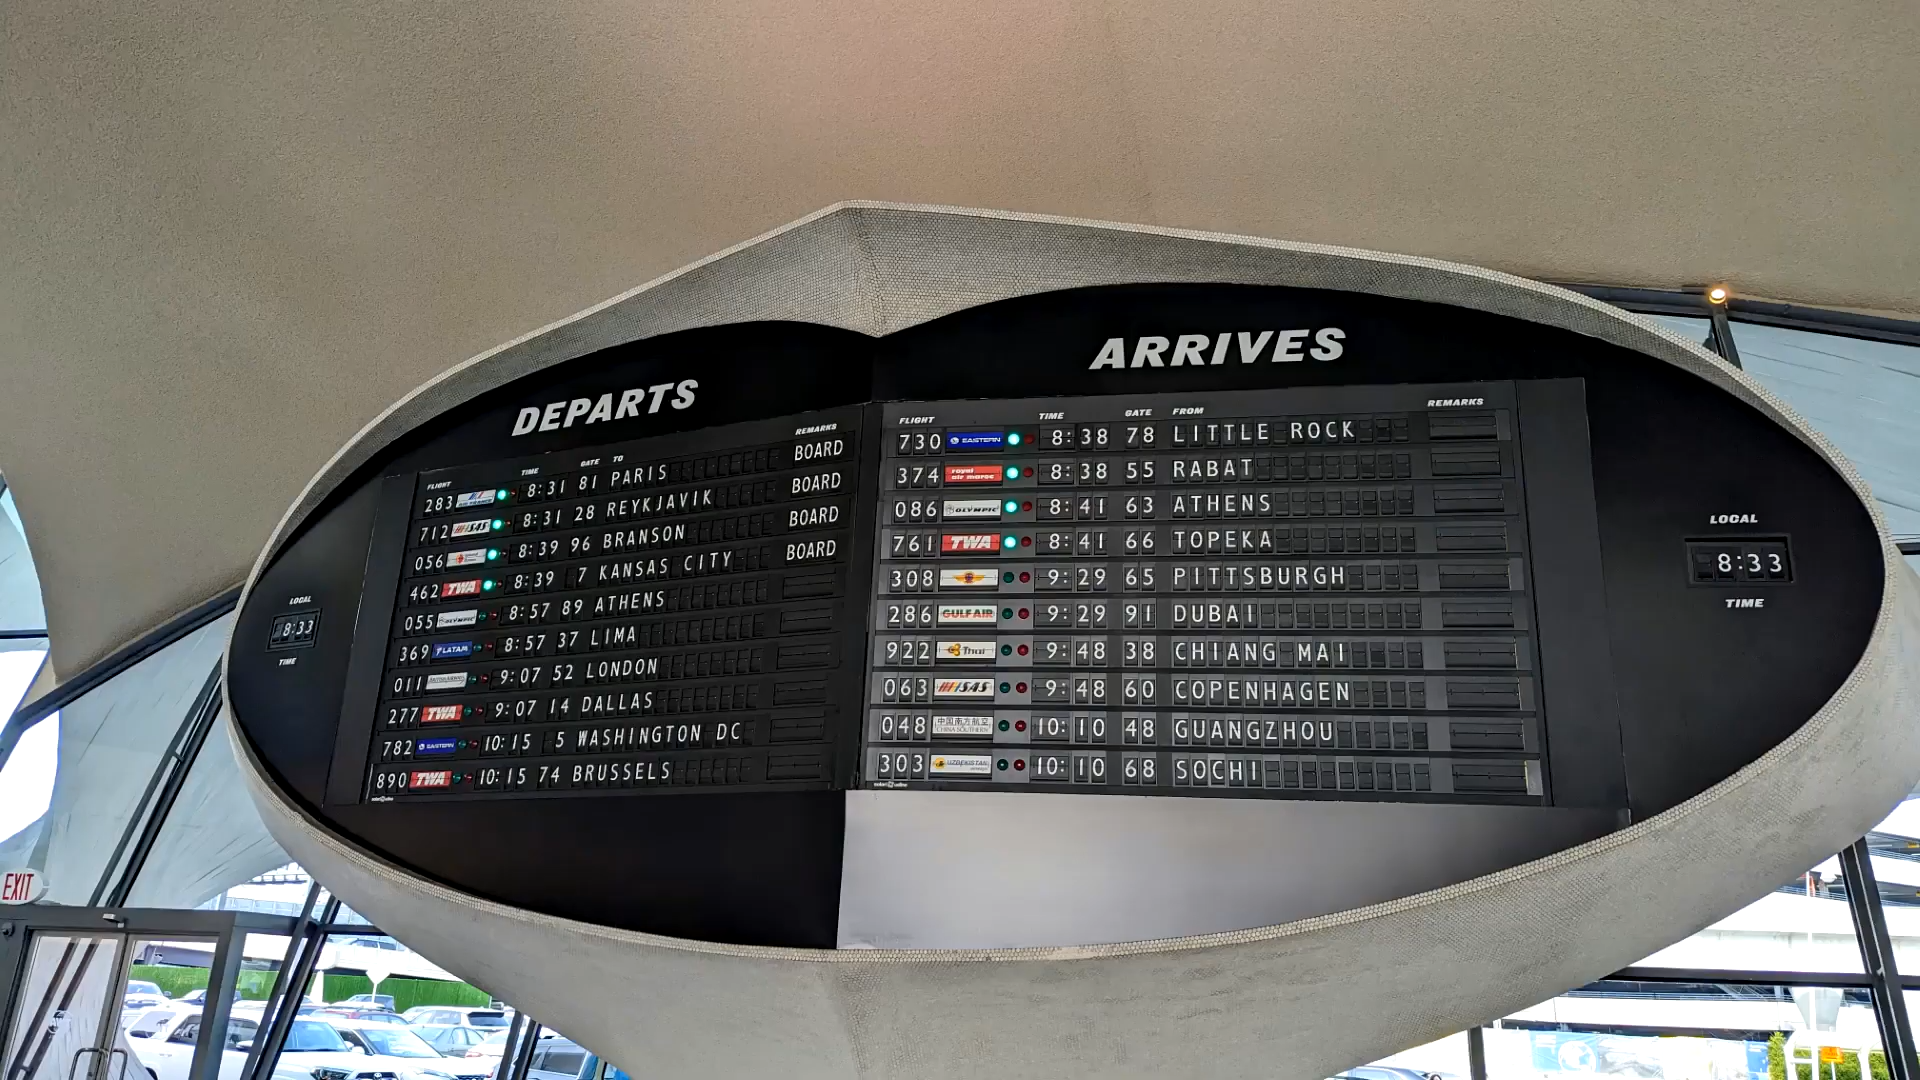 DEPARTS
FLIGHT TIME GATE TO REMARKS
283 AIR FRANCE 8:31 81 PARIS BOARD
712 SAS 8:31 28 REYKJAVIK BOARD
056 8:39 96 BRANSON BOARD
462 TWA 8:39 7 KANSAS CITY BOARD
055 OLYMPIC 8:57 89 ATHENS
369 LATAM 8:57 37 LIMA
011 9:07 52 LONDON
277 TWA 9:07 14 DALLAS
782 EASTERN 10:15 5 WASHINGTON DC
890 TWA 10:15 74 BRUSSELS
LOCAL
8:33
TIME
ARRIVES
FLIGHT TIME GATE FROM REMARKS
730 EASTERN 8:38 78 LITTLE ROCK
374 royal air maroc 8:38 55 RABAT
086 OLYMPIC 8:41 63 ATHENS
761 TWA 8:41 66 TOPEKA
308 9:29 65 PITTSBURGH
286 GULF AIR 9:29 91 DUBAI
922 Thai 9:48 38 CHIANG MAI
063 SAS 9:48 60 COPENHAGEN
048 中国南方航空 CHINA SOUTHERN 10:10 48 GUANGZHOU
303 UZBEKISTAN 10:10 68 SOCHI
LOCAL
8:33
TIME
EXIT